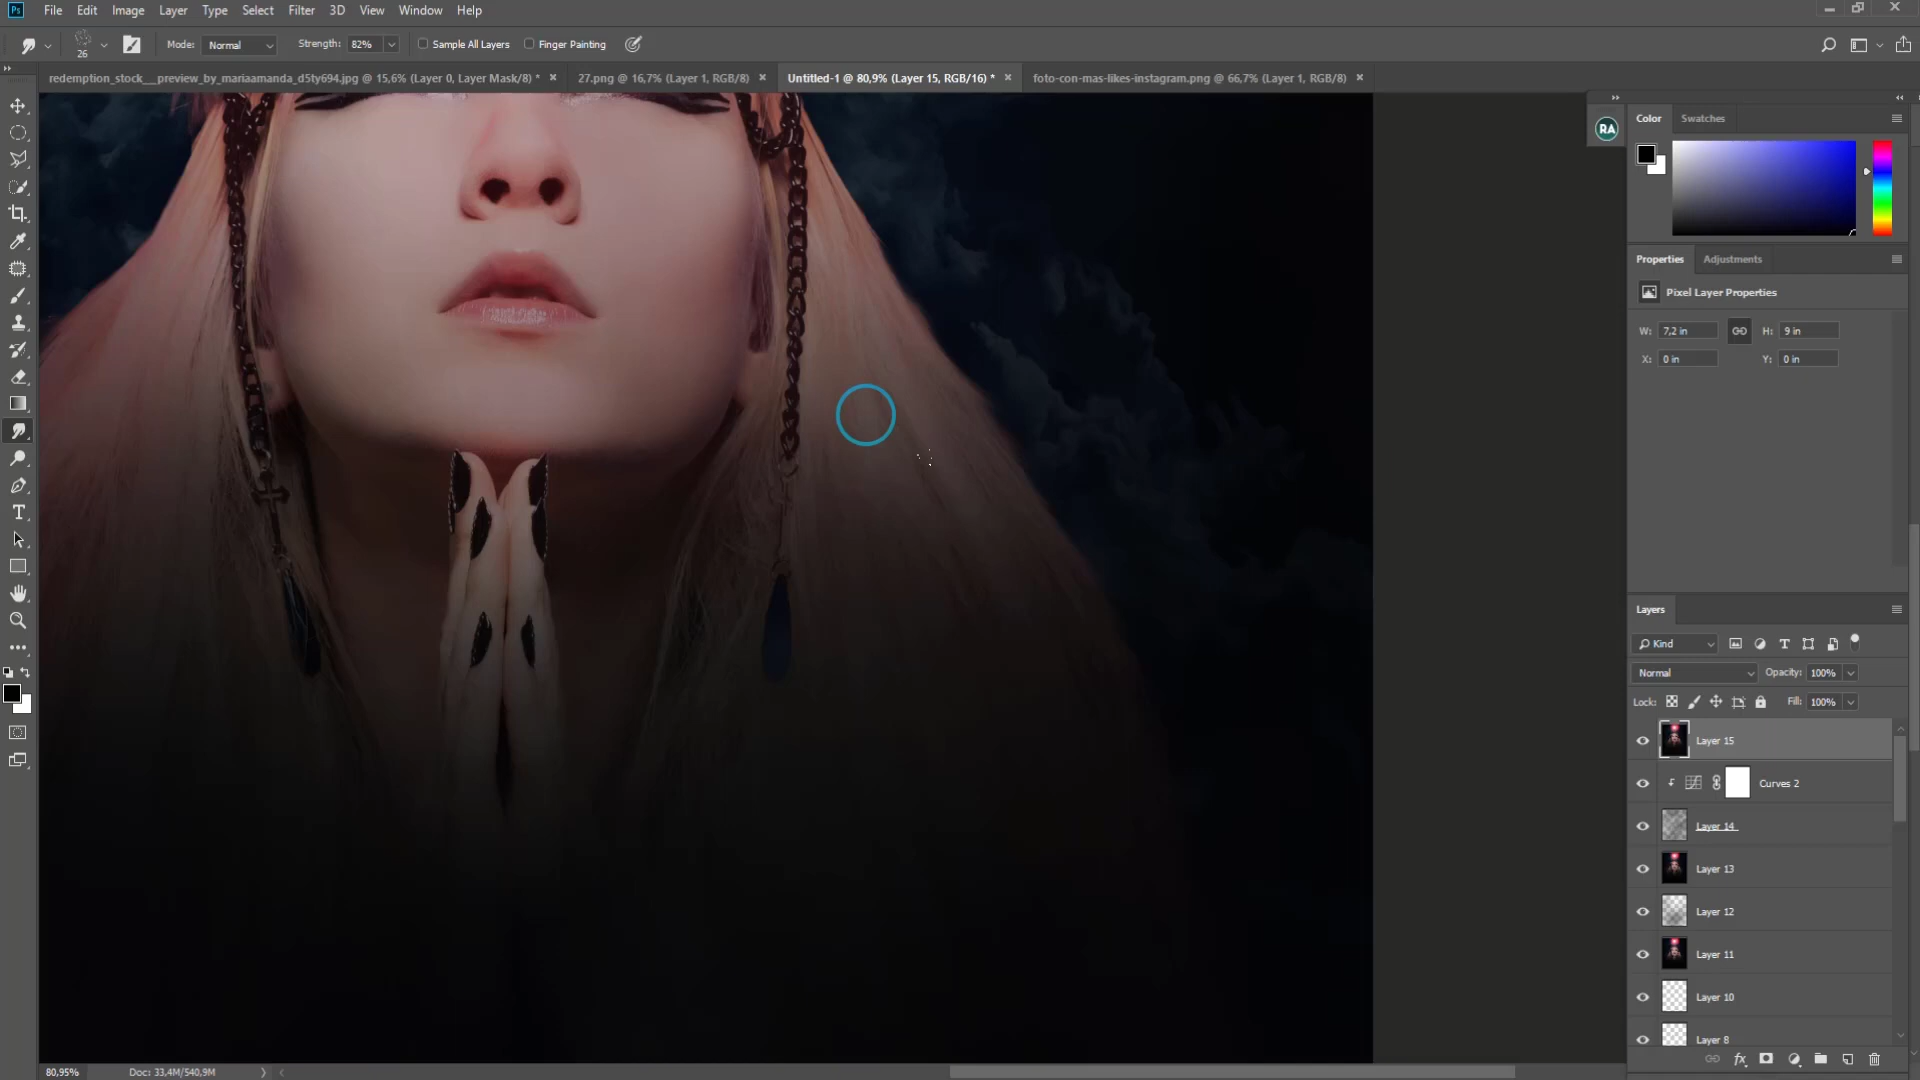 Ps File Edit Image Layer Type Select Filter 3D View Window Help
26 Mode: Normal Strength: 82% Sample All Layers Finger Painting
redemption_stock__preview_by_mariaamanda_d5ty694.jpg @ 15,6% (Layer 0, Layer Mask/8) * 27.png @ 16,7% (Layer 1, RGB/8) Untitled-1 @ 80,9% (Layer 15, RGB/16) * foto-con-mas-likes-instagram.png @ 66,7% (Layer 1, RGB/8)
RA
Color Swatches
Properties Adjustments
Pixel Layer Properties
W: 7,2 in H: 9 in
X: 0 in Y: 0 in
Layers
Kind
Normal Opacity: 100%
Lock: Fill: 100%
Layer 15
Curves 2
Layer 14
Layer 13
Layer 12
Layer 11
Layer 10
Layer 8
80,95% Doc: 33,4M/540,9M